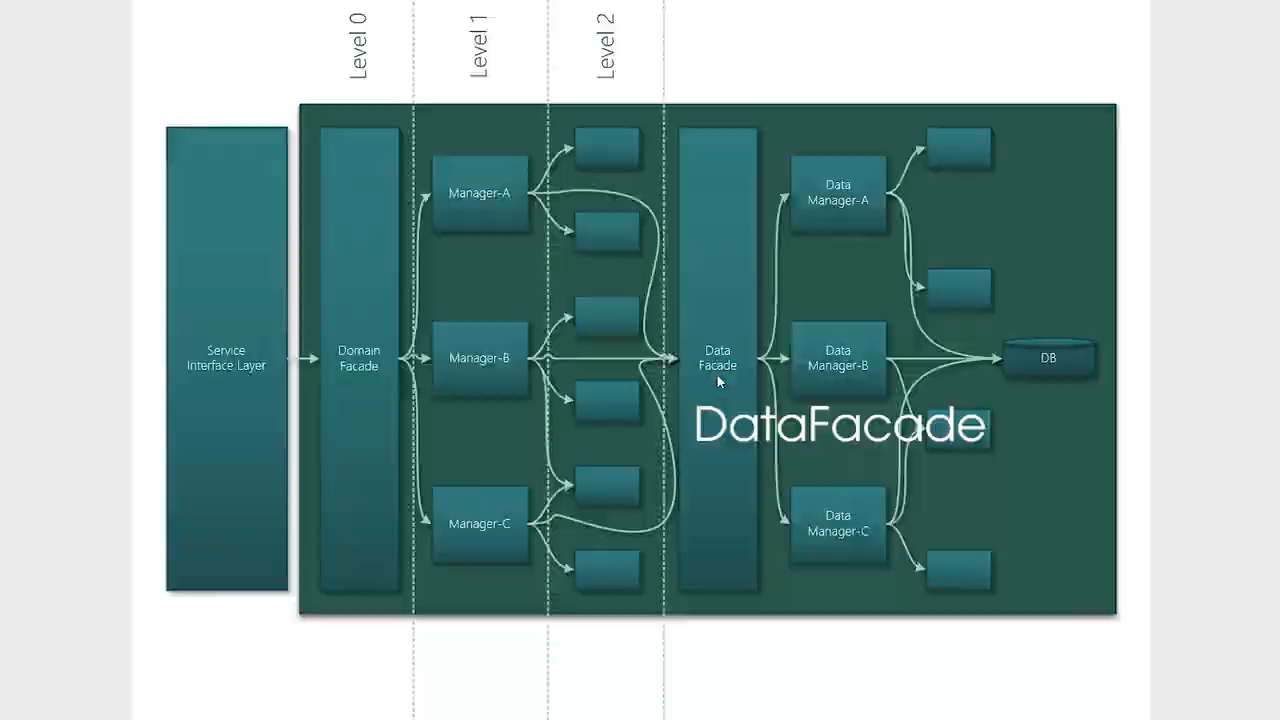 Level 0
Level 1
Level 2
Service
Interface Layer
Domain
Facade
Manager-A
Manager-B
Manager-C
Data
Facade
DataFacade
Data
Manager-A
Data
Manager-B
Data
Manager-C
DB